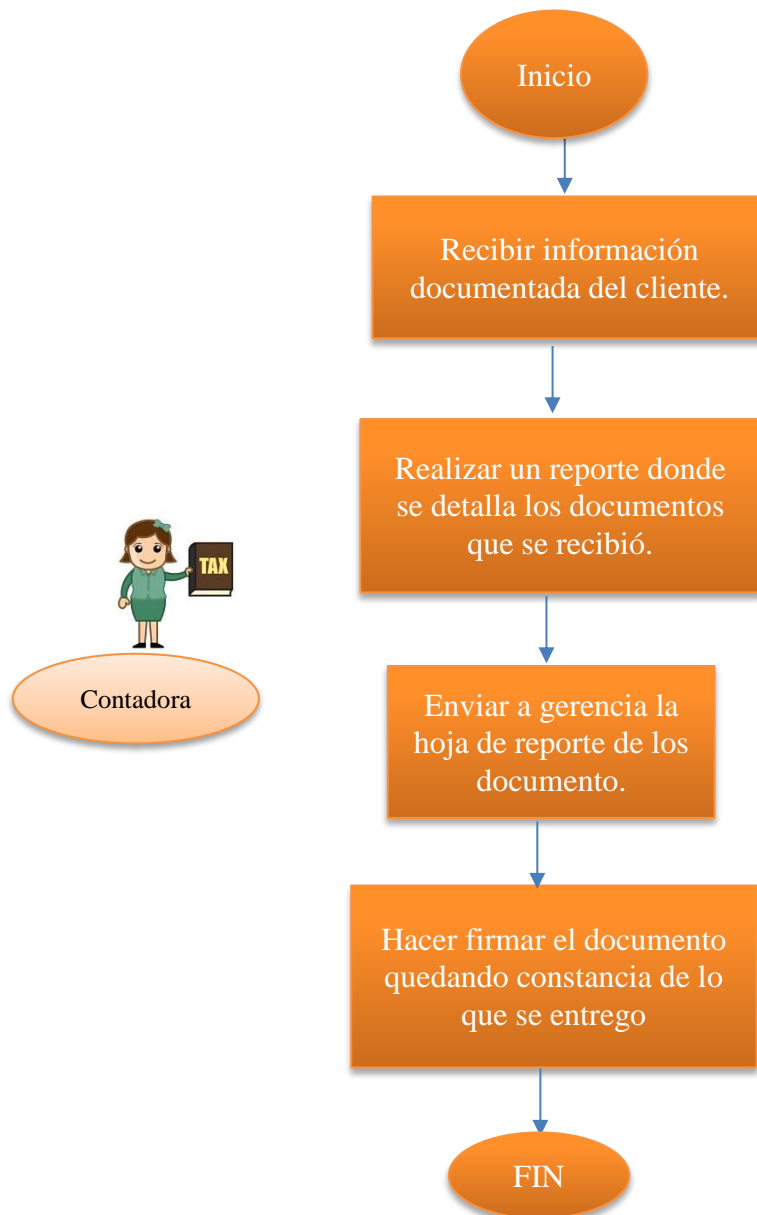 Inicio
Recibir información
documentada del cliente.
Realizar un reporte donde
se detalla los documentos
que se recibió.
TAX
Contadora
Enviar a gerencia la
hoja de reporte de los
documento.
Hacer firmar el documento
quedando constancia de lo
que se entrego
FIN